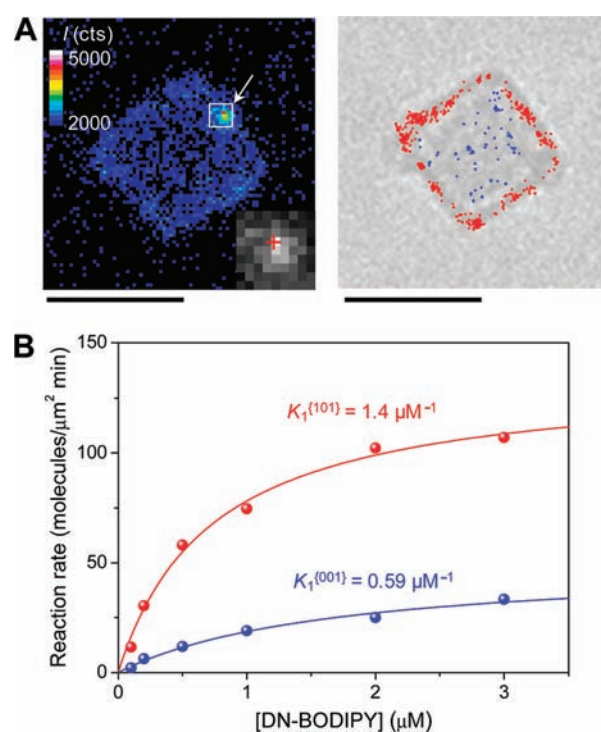 A
I (cts)
5000
2000
B
Reaction rate (molecules/μm² min)
150
100
50
0
K₁^{101} = 1.4 μM⁻¹
K₁^{001} = 0.59 μM⁻¹
0 1 2 3
[DN-BODIPY] (μM)